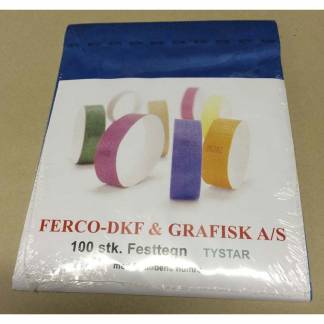 FERCO-DKF & GRAFISK A/S
100 stk. Festtegn TYSTAR